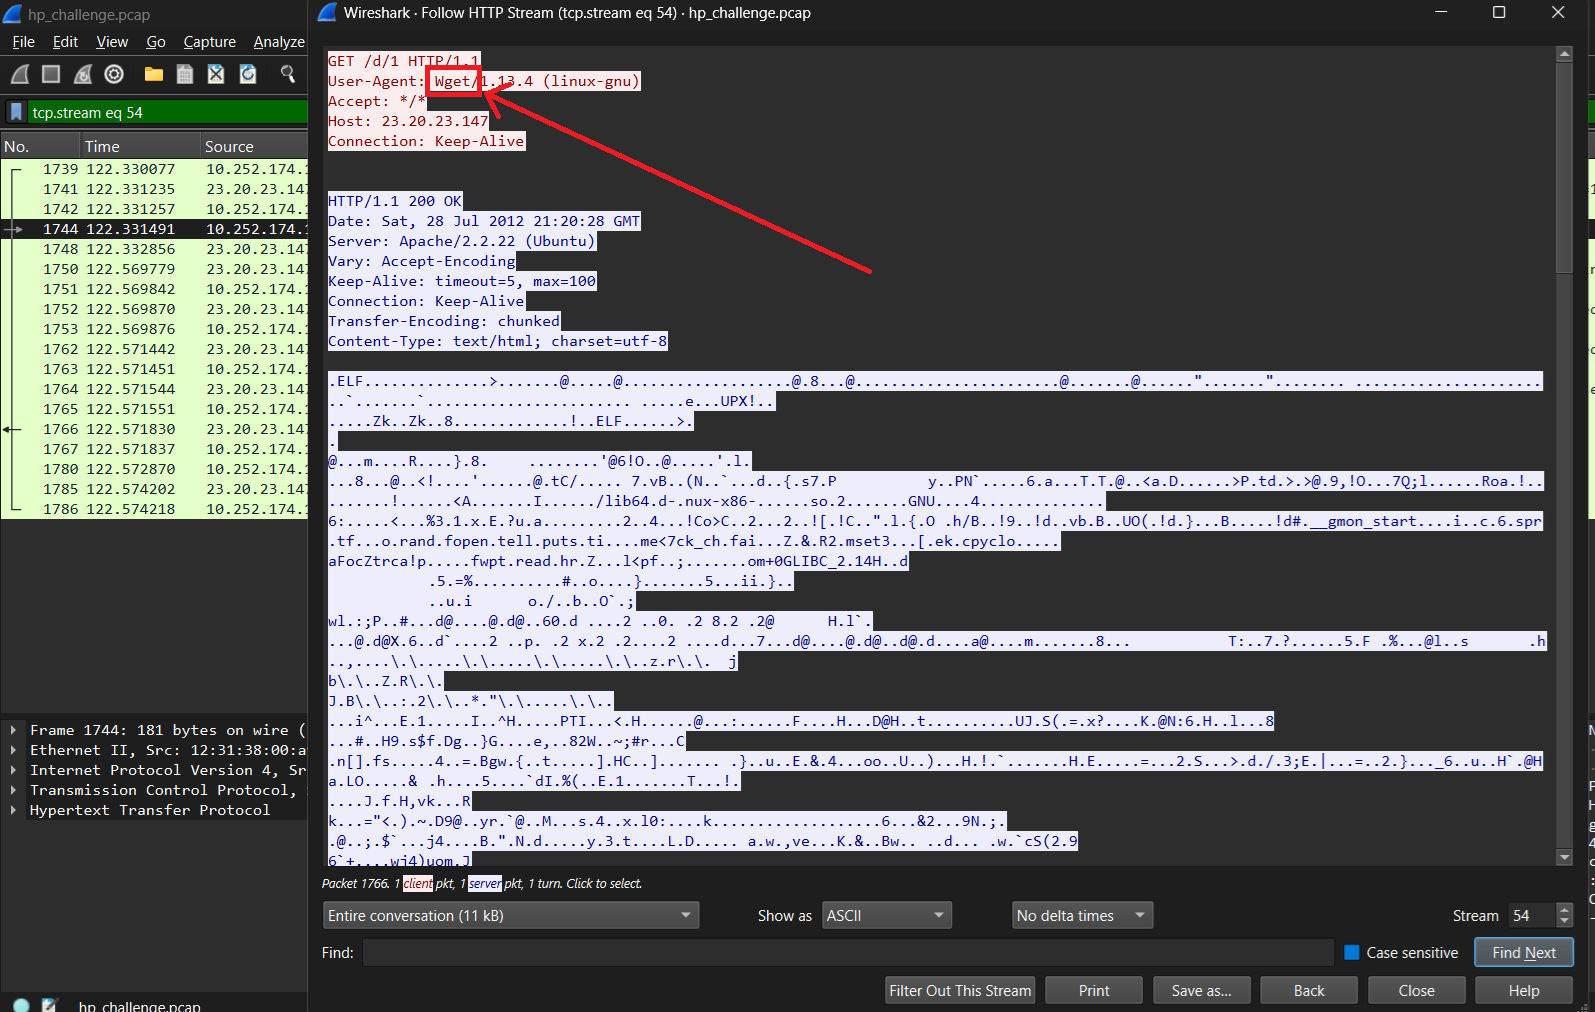 hp_challenge.pcap
File Edit View Go Capture Analyze
tcp.stream eq 54
No. Time Source
1739 122.330077 10.252.174.1
1741 122.331235 23.20.23.147
1742 122.331257 10.252.174.1
1744 122.331491 10.252.174.1
1748 122.332856 23.20.23.147
1750 122.569779 23.20.23.147
1751 122.569842 10.252.174.1
1752 122.569870 23.20.23.147
1753 122.569876 10.252.174.1
1762 122.571442 23.20.23.147
1763 122.571451 10.252.174.1
1764 122.571544 23.20.23.147
1765 122.571551 10.252.174.1
1766 122.571830 23.20.23.147
1767 122.571837 10.252.174.1
1780 122.572870 10.252.174.1
1785 122.574202 23.20.23.147
1786 122.574218 10.252.174.1
Frame 1744: 181 bytes on wire (
Ethernet II, Src: 12:31:38:00:a
Internet Protocol Version 4, Sr
Transmission Control Protocol,
Hypertext Transfer Protocol
hp_challenge.pcap
Wireshark · Follow HTTP Stream (tcp.stream eq 54) · hp_challenge.pcap
GET /d/1 HTTP/1.1
User-Agent: Wget/1.13.4 (linux-gnu)
Accept: */*
Host: 23.20.23.147
Connection: Keep-Alive
HTTP/1.1 200 OK
Date: Sat, 28 Jul 2012 21:20:28 GMT
Server: Apache/2.2.22 (Ubuntu)
Vary: Accept-Encoding
Keep-Alive: timeout=5, max=100
Connection: Keep-Alive
Transfer-Encoding: chunked
Content-Type: text/html; charset=utf-8
.ELF..............>.......@.....@...................@.8...@.......................@.......@......"......."........ .....................
..`.......`....................... .....e...UPX!..
.....Zk..Zk..8.............!..ELF......>.
.
@...m....R....}.8. ........'@6!O..@.....'.l.
...8...@..<!....'......@.tC/..... 7.vB..(N..`...d..{.s7.P y..PN`.....6.a...T.T.@..<a.D......>P.td.>.>@.9,!O...7Q;l......Roa.!..
........!......<A.......I....../lib64.d-.nux-x86-......so.2.......GNU....4..............
6:.....<...%3.1.x.E.?u.a.........2..4...!Co>C..2...2..![.!C..".l.{.O .h/B..!9..!d..vb.B..UO(.!d.}...B.....!d#.__gmon_start....i..c.6.spr
.tf...o.rand.fopen.tell.puts.ti....me<7ck_ch.fai...Z.&.R2.mset3...[.ek.cpyclo.....
aFocZtrca!p.....fwpt.read.hr.Z...l<pf..;.......om+0GLIBC_2.14H..d
.5.=%..........#..o....}.......5...ii.}..
..u.i o./..b..O`.;
wl.:;P..#...d@....@.d@..60.d ....2 ..0. .2 8.2 .2@ H.l`.
...@.d@X.6..d`....2 ..p. .2 x.2 .2....2 ....d...7...d@....@.d@..d@.d....a@....m.......8... T:..7.?......5.F .%...@l..s .h
..,....\.\.....\.\.....\.\.....\.\..z.r\.\. j
b\.\..Z.R\.\.
J.B\.\..:.2\.\..*."\.\.....\.\..
...i^...E.1.....I..^H.....PTI...<.H......@...:......F....H...D@H..t..........UJ.S(.=.x?....K.@N:6.H..l...8
...#..H9.s$f.Dg..}G....e,..82W..~;#r...C
.n[].fs.....4..=.Bgw.{..t.....].HC..]....... .}..u..E.&.4...oo..U..)...H.!.`.......H.E.....=...2.S...>.d./.3;E.|...=..2.}..._6..u..H`.@H
a.LO.....& .h....5....`dI.%(..E.1.......T...!.
....J.f.H,vk...R
k...="<.).~.D9@..yr.`@..M...s.4..x.l0:....k...................6...&2...9N.;.
.@..;.$`...j4....B.".N.d.....y.3.t....L.D..... a.w.,ve...K.&..Bw.. ..d... .w.`cS(2.9
6`+....wj4)uom.J
Packet 1766. 1 client pkt, 1 server pkt, 1 turn. Click to select.
Entire conversation (11 kB) Show as ASCII No delta times Stream 54
Find: Case sensitive Find Next
Filter Out This Stream Print Save as... Back Close Help